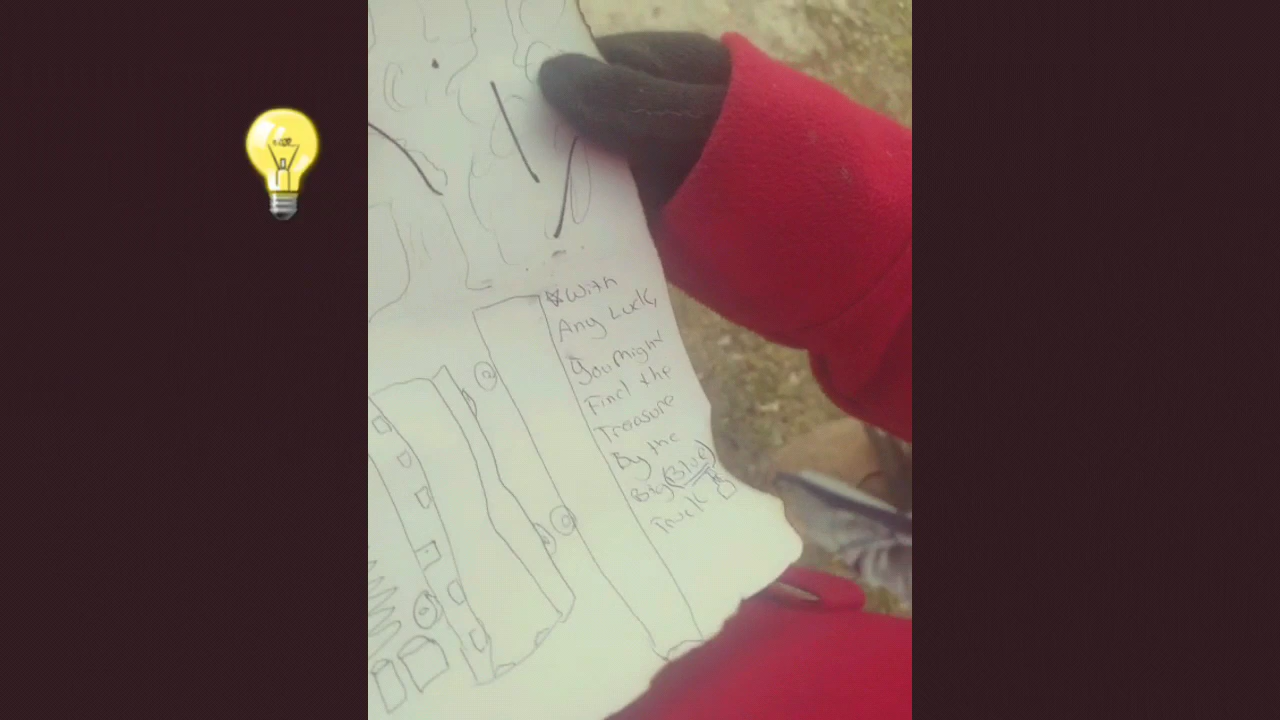 ☆With
Any Luck,
you Might
Find the
Treasure
By the
Big (Blue)
Truck